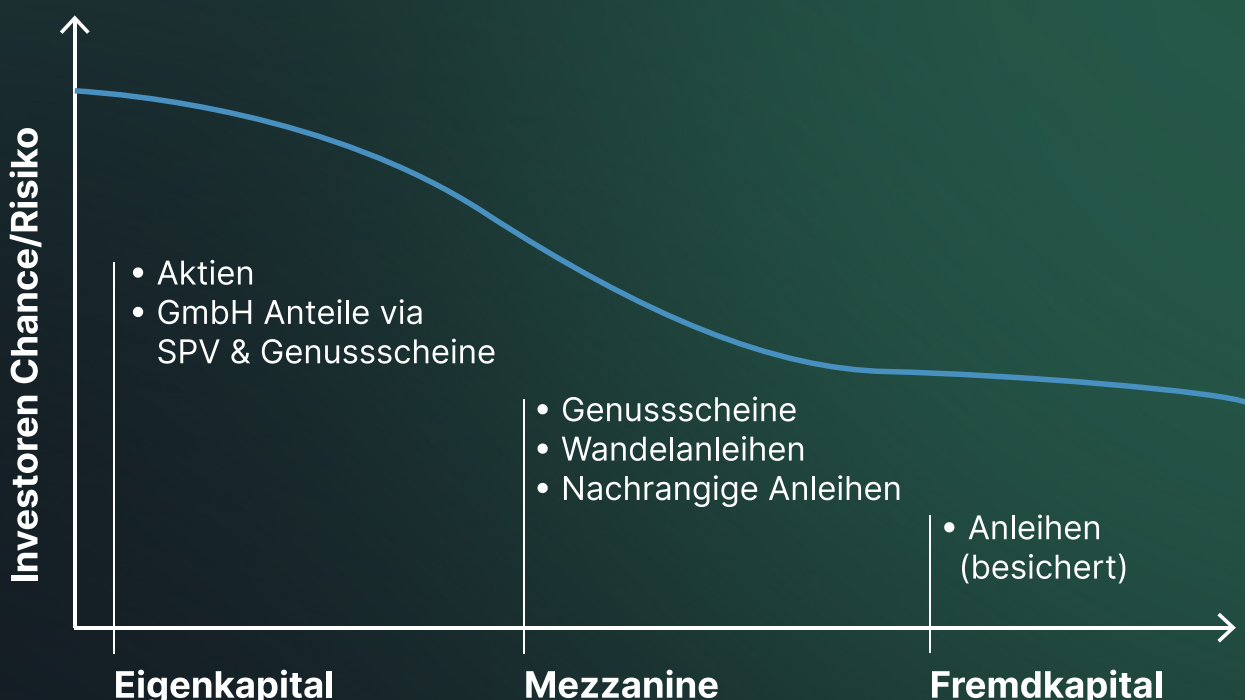 Investoren Chance/Risiko
• Aktien
• GmbH Anteile via
SPV & Genussscheine
• Genussscheine
• Wandelanleihen
• Nachrangige Anleihen
• Anleihen
(besichert)
Eigenkapital
Mezzanine
Fremdkapital